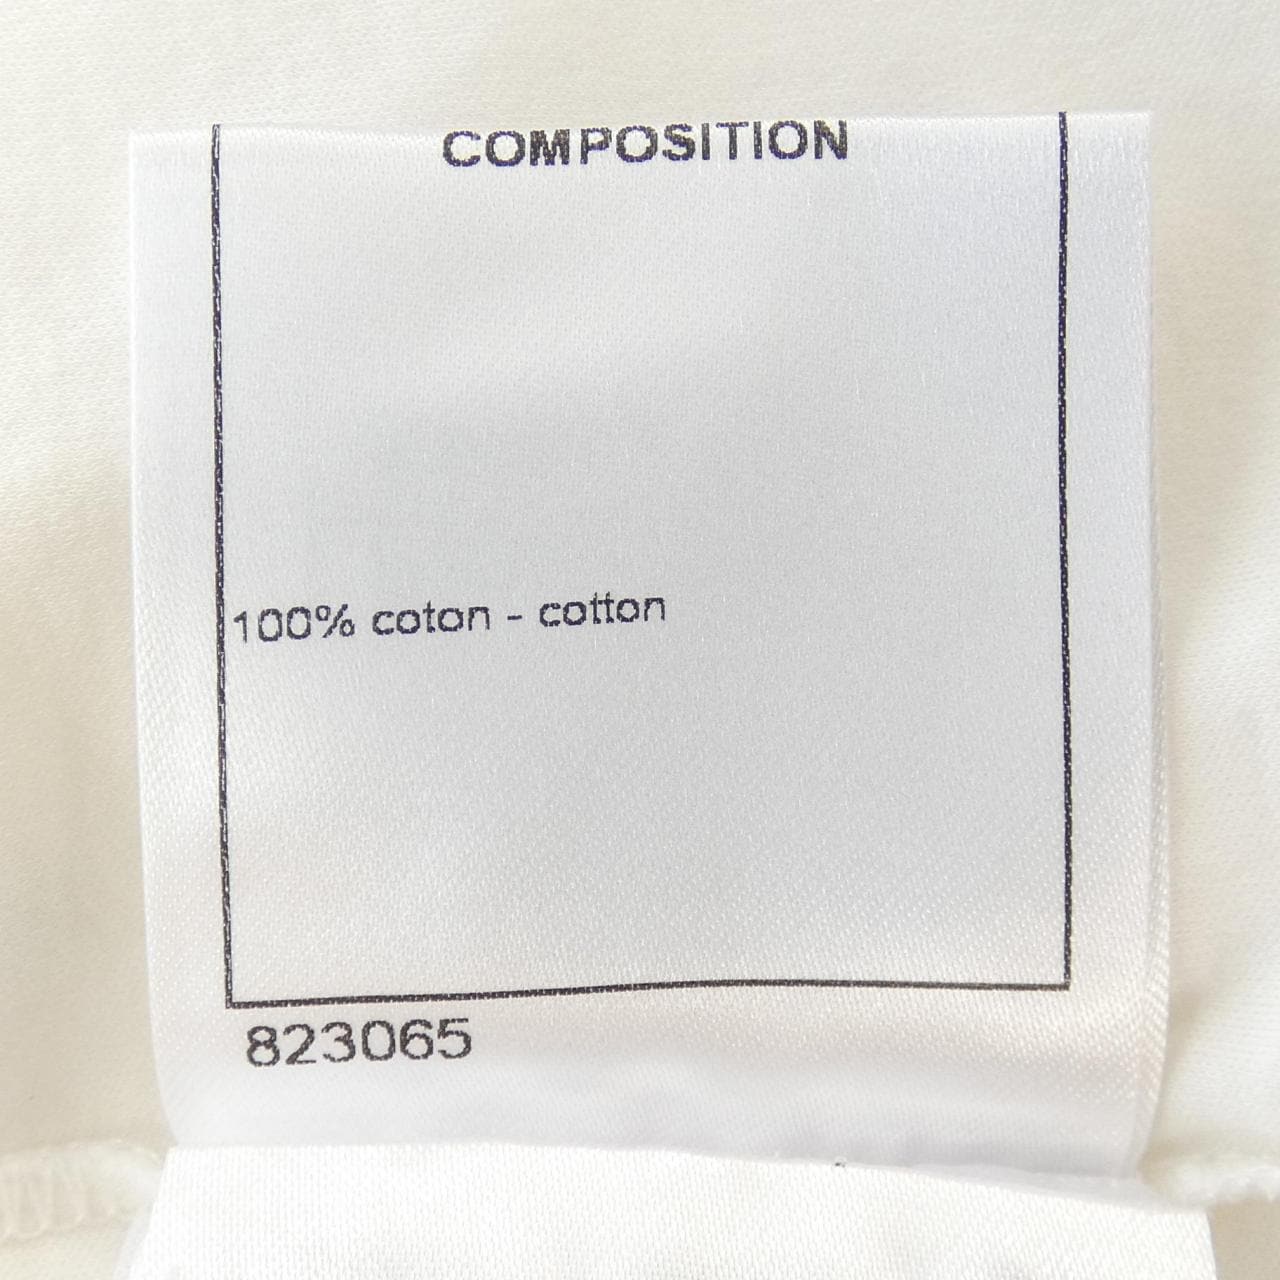 COMPOSITION
100% coton - cotton
823065